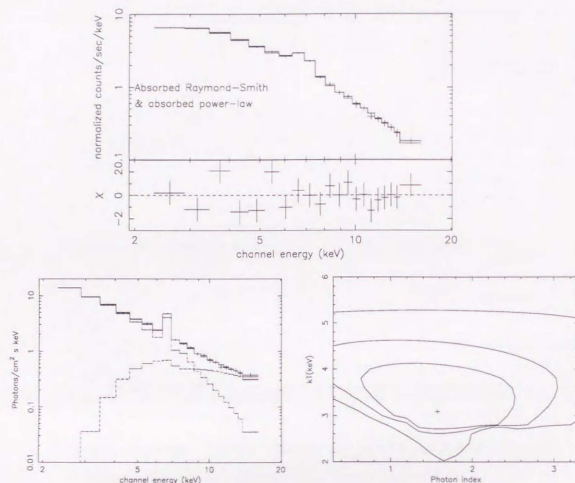 normalized counts/sec/keV
10
1
0.1
Absorbed Raymond-Smith
& absorbed power-law
χ
2
0
-2
2
5
10
20
channel energy (keV)
Photons/cm² s keV
10
1
0.1
0.01
2
5
10
20
channel energy (keV)
kT(keV)
6
5
4
3
2
1
2
3
Photon index